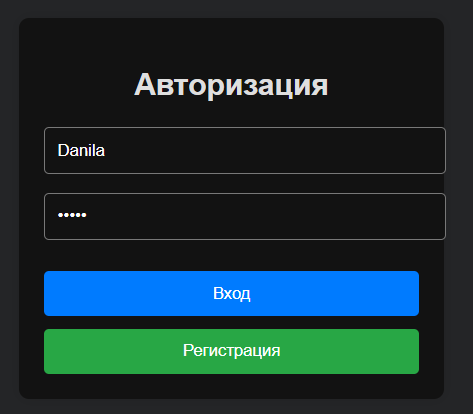 Авторизация
Danila
•••••
Вход
Регистрация